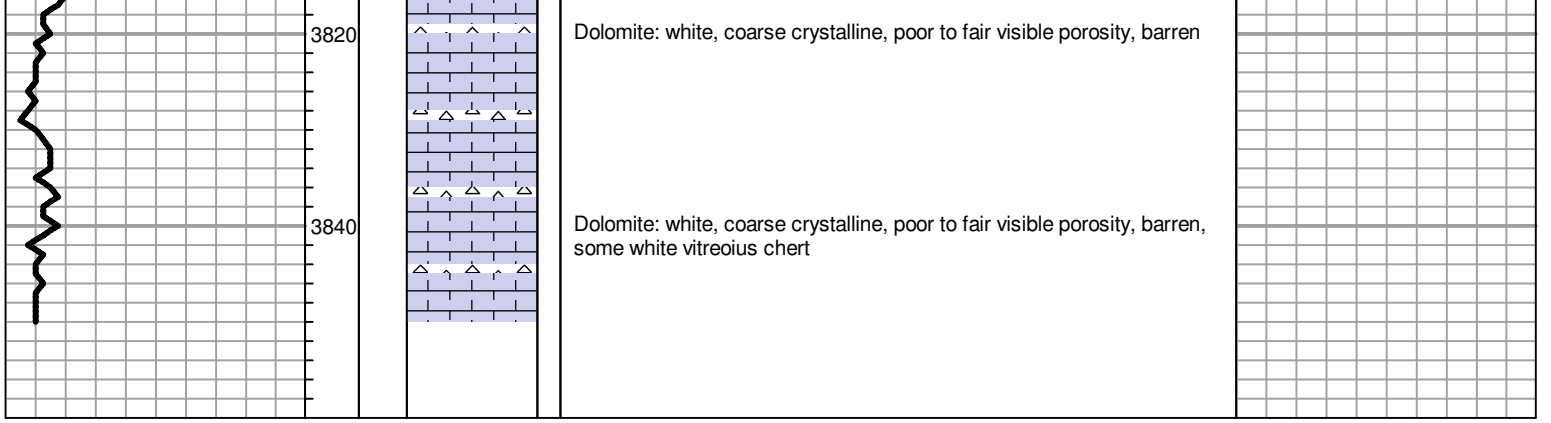 3820
Dolomite: white, coarse crystalline, poor to fair visible porosity, barren
3840
Dolomite: white, coarse crystalline, poor to fair visible porosity, barren,
some white vitreoius chert